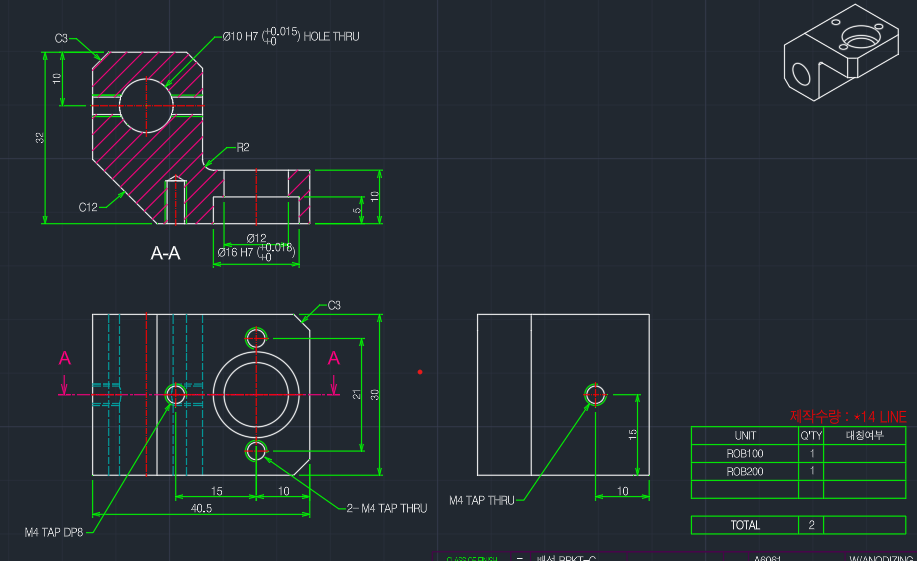 C3
Ø10 H7 (+0.015 +0) HOLE THRU
10
32
R2
C12
5
10
Ø12
Ø16 H7 (+0.018 +0)
A-A
C3
A
A
21
30
15
10
40.5
2- M4 TAP THRU
M4 TAP DP8
15
M4 TAP THRU
10
제작수량 : *14 LINE
UNIT Q'TY 대칭여부
ROB100 1
ROB200 1
TOTAL 2
CLASS OF FINISH
BRKT-C
A6061
W/ANODIZING